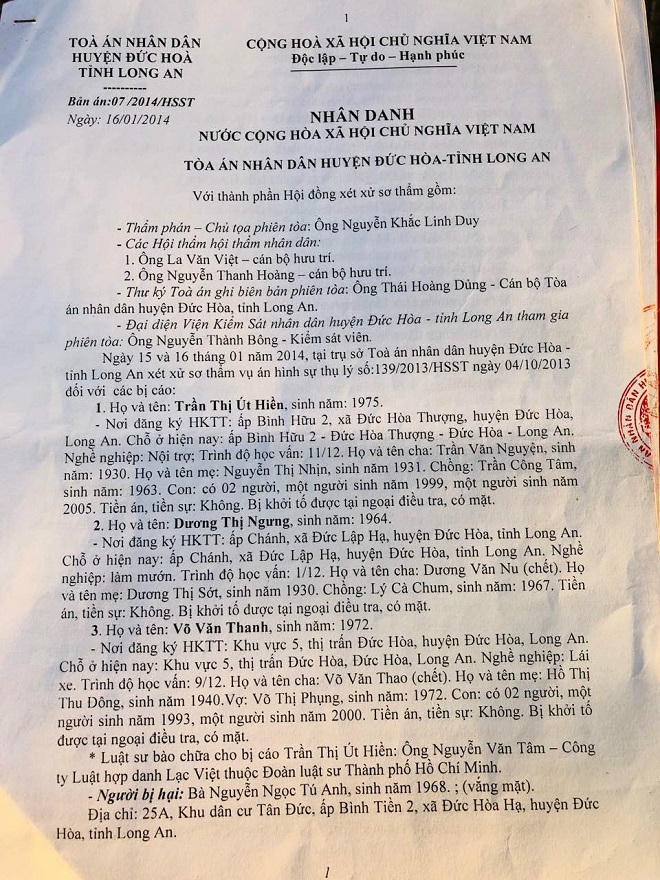 1
TOÀ ÁN NHÂN DÂN
HUYỆN ĐỨC HOÀ
TỈNH LONG AN
----------
Bản án:07 /2014/HSST
Ngày: 16/01/2014
CỘNG HOÀ XÃ HỘI CHỦ NGHĨA VIỆT NAM
Độc lập – Tự do – Hạnh phúc
NHÂN DANH
NƯỚC CỘNG HÒA XÃ HỘI CHỦ NGHĨA VIỆT NAM
TÒA ÁN NHÂN DÂN HUYỆN ĐỨC HÒA-TỈNH LONG AN
Với thành phần Hội đồng xét xử sơ thẩm gồm:
- Thẩm phán – Chủ tọa phiên tòa: Ông Nguyễn Khắc Linh Duy
- Các Hội thẩm hội thẩm nhân dân:
1. Ông La Văn Việt – cán bộ hưu trí.
2. Ông Nguyễn Thanh Hoàng – cán bộ hưu trí.
- Thư ký Toà án ghi biên bản phiên tòa: Ông Thái Hoàng Dủng - Cán bộ Tòa
án nhân dân huyện Đức Hòa, tỉnh Long An.
- Đại diện Viện Kiểm Sát nhân dân huyện Đức Hòa - tỉnh Long An tham gia
phiên tòa: Ông Nguyễn Thành Bông - Kiểm sát viên.
Ngày 15 và 16 tháng 01 năm 2014, tại trụ sở Toà án nhân dân huyện Đức Hòa -
tỉnh Long An xét xử sơ thẩm vụ án hình sự thụ lý số:139/2013/HSST ngày 04/10/2013
đối với các bị cáo:
1. Họ và tên: Trần Thị Út Hiền, sinh năm: 1975.
- Nơi đăng ký HKTT: ấp Bình Hữu 2, xã Đức Hòa Thượng, huyện Đức Hòa,
Long An. Chỗ ở hiện nay: ấp Bình Hữu 2 - Đức Hòa Thượng - Đức Hòa - Long An.
Nghề nghiệp: Nội trợ; Trình độ học vấn: 11/12. Họ và tên cha: Trần Văn Nguyện, sinh
năm: 1930. Họ và tên mẹ: Nguyễn Thị Nhịn, sinh năm 1931. Chồng: Trần Công Tâm,
sinh năm: 1963. Con: có 02 người, một người sinh năm 1999, một người sinh năm
2005. Tiền án, tiền sự: Không. Bị khởi tố được tại ngoại điều tra, có mặt.
2. Họ và tên: Dương Thị Ngưng, sinh năm: 1964.
- Nơi đăng ký HKTT: ấp Chánh, xã Đức Lập Hạ, huyện Đức Hòa, tỉnh Long An.
Chỗ ở hiện nay: ấp Chánh, xã Đức Lập Hạ, huyện Đức Hòa, tỉnh Long An. Nghề
nghiệp: làm mướn. Trình độ học vấn: 1/12. Họ và tên cha: Dương Văn Nu (chết). Họ
và tên mẹ: Dương Thị Sớt, sinh năm: 1930. Chồng: Lý Cà Chum, sinh năm: 1967. Tiền
án, tiền sự: Không. Bị khởi tố được tại ngoại điều tra, có mặt.
3. Họ và tên: Võ Văn Thanh, sinh năm: 1972.
- Nơi đăng ký HKTT: Khu vực 5, thị trấn Đức Hòa, huyện Đức Hòa, Long An.
Chỗ ở hiện nay: Khu vực 5, thị trấn Đức Hòa, Đức Hòa, Long An. Nghề nghiệp: Lái
xe. Trình độ học vấn: 9/12. Họ và tên cha: Võ Văn Thao (chết). Họ và tên mẹ: Hồ Thị
Thu Đông, sinh năm 1940.Vợ: Võ Thị Phụng, sinh năm: 1972. Con: có 02 người, một
người sinh năm 1993, một người sinh năm 2000. Tiền án, tiền sự: Không. Bị khởi tố
được tại ngoại điều tra, có mặt.
* Luật sư bào chữa cho bị cáo Trần Thị Út Hiền: Ông Nguyễn Văn Tâm – Công
ty Luật hợp danh Lạc Việt thuộc Đoàn luật sư Thành phố Hồ Chí Minh.
- Người bị hại: Bà Nguyễn Ngọc Tú Anh, sinh năm: 1968. ; (vắng mặt).
Địa chỉ: 25A, Khu dân cư Tân Đức, ấp Bình Tiền 2, xã Đức Hòa Hạ, huyện Đức
Hòa, tỉnh Long An.
1